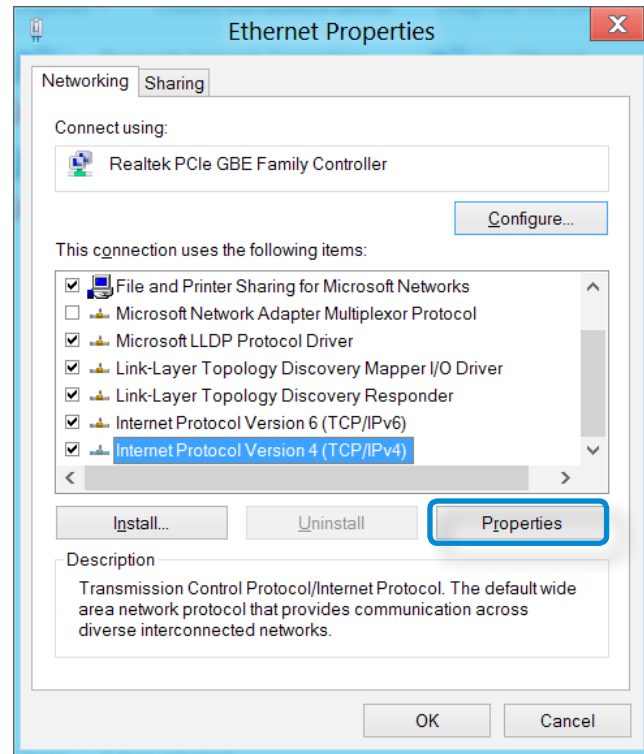 Ethernet Properties
X
Networking Sharing
Connect using:
Realtek PCIe GBE Family Controller
Configure...
This connection uses the following items:
File and Printer Sharing for Microsoft Networks
Microsoft Network Adapter Multiplexor Protocol
Microsoft LLDP Protocol Driver
Link-Layer Topology Discovery Mapper I/O Driver
Link-Layer Topology Discovery Responder
Internet Protocol Version 6 (TCP/IPv6)
Internet Protocol Version 4 (TCP/IPv4)
Install... Uninstall Properties
Description
Transmission Control Protocol/Internet Protocol. The default wide
area network protocol that provides communication across
diverse interconnected networks.
OK Cancel